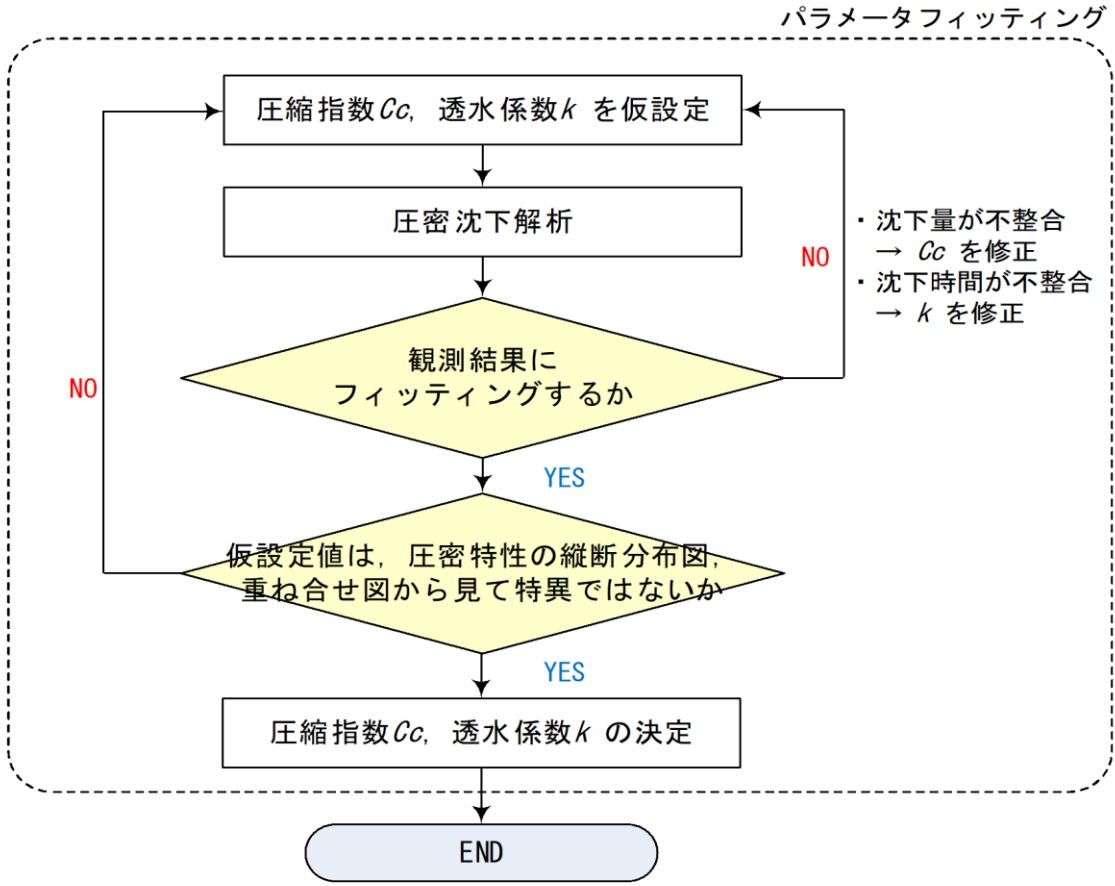 パラメータフィッティング
圧縮指数Cc，透水係数k を仮設定
圧密沈下解析
・沈下量が不整合
→ Cc を修正
・沈下時間が不整合
→ k を修正
NO
観測結果に
フィッティングするか
NO
YES
仮設定値は，圧密特性の縦断分布図，
重ね合せ図から見て特異ではないか
YES
圧縮指数Cc，透水係数k の決定
END